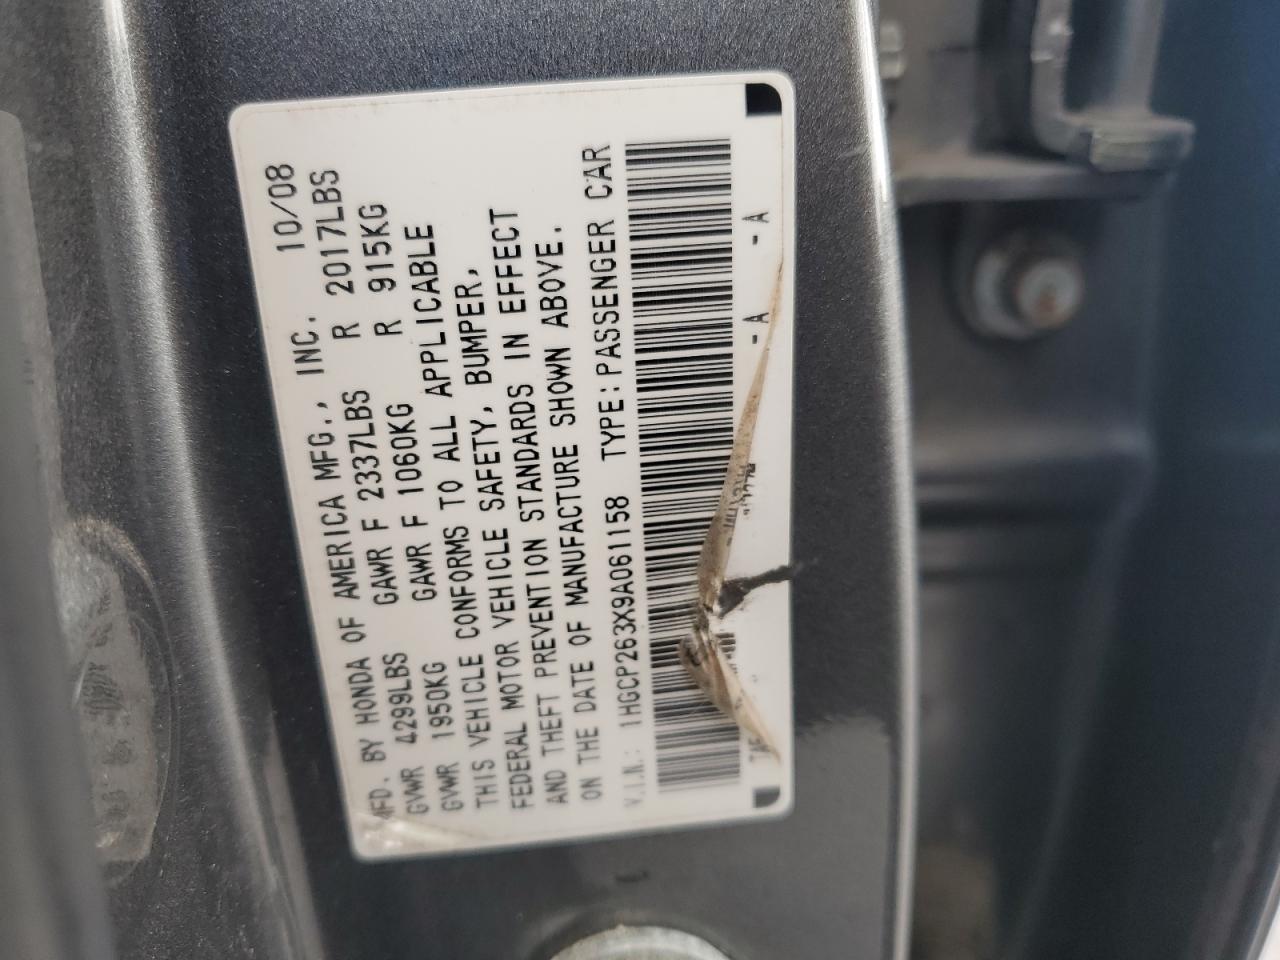 MFD. BY HONDA OF AMERICA MFG., INC. 10/08
GVWR 4299LBS GAWR F 2337LBS R 2017LBS
GVWR 1950KG GAWR F 1060KG R 915KG
THIS VEHICLE CONFORMS TO ALL APPLICABLE
FEDERAL MOTOR VEHICLE SAFETY, BUMPER,
AND THEFT PREVENTION STANDARDS IN EFFECT
ON THE DATE OF MANUFACTURE SHOWN ABOVE.
V.I.N.: 1HGCP263X9A061158 TYPE:PASSENGER CAR
-A -A